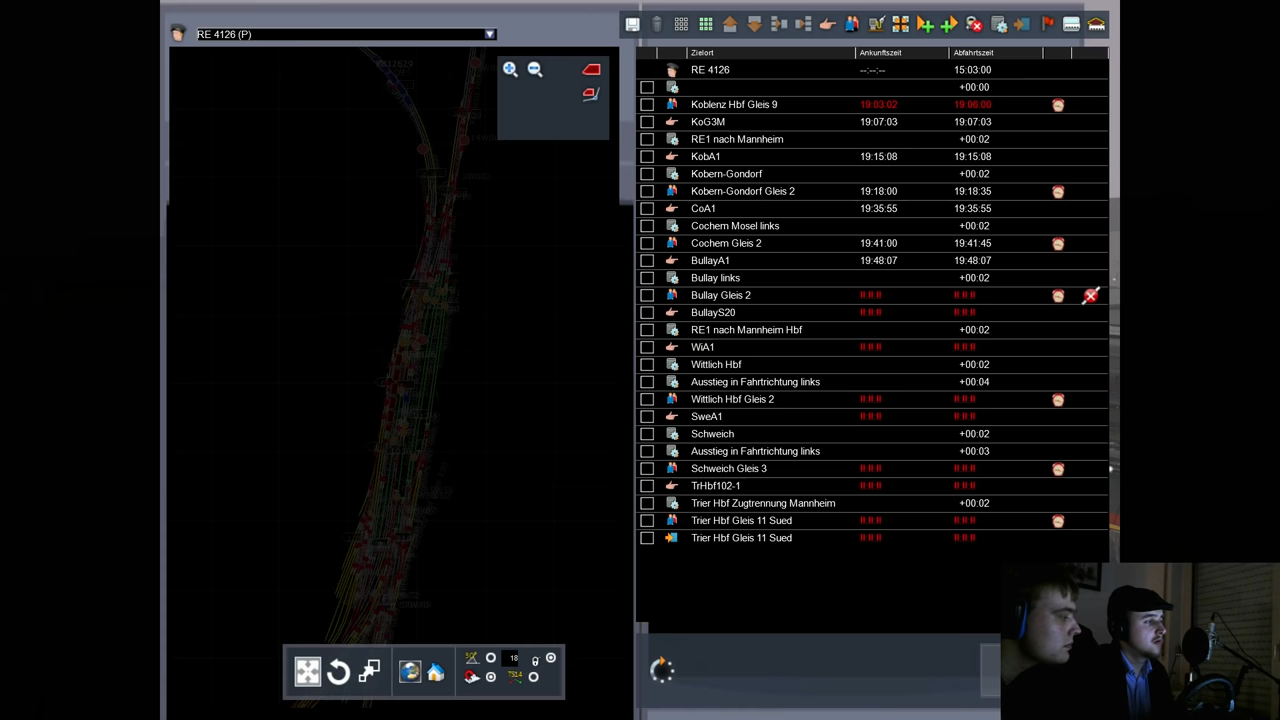 RE 4126 (P)
Zielort Ankunftszeit Abfahrtszeit
RE 4126 --:--:-- 15:03:00
+00:00
Koblenz Hbf Gleis 9 19:03:02 19:06:00
KoG3M 19:07:03 19:07:03
RE1 nach Mannheim +00:02
KobA1 19:15:08 19:15:08
Kobern-Gondorf +00:02
Kobern-Gondorf Gleis 2 19:18:00 19:18:35
CoA1 19:35:55 19:35:55
Cochem Mosel links +00:02
Cochem Gleis 2 19:41:00 19:41:45
BullayA1 19:48:07 19:48:07
Bullay links +00:02
Bullay Gleis 2 !! !! !! !! !! !!
BullayS20 !! !! !! !! !! !!
RE1 nach Mannheim Hbf +00:02
WiA1 !! !! !! !! !! !!
Wittlich Hbf +00:02
Ausstieg in Fahrtrichtung links +00:04
Wittlich Hbf Gleis 2 !! !! !! !! !! !!
SweA1 !! !! !! !! !! !!
Schweich +00:02
Ausstieg in Fahrtrichtung links +00:03
Schweich Gleis 3 !! !! !! !! !! !!
TrHbf102-1 !! !! !! !! !! !!
Trier Hbf Zugtrennung Mannheim +00:02
Trier Hbf Gleis 11 Sued !! !! !! !! !! !!
Trier Hbf Gleis 11 Sued !! !! !! !! !! !!
18
TS14